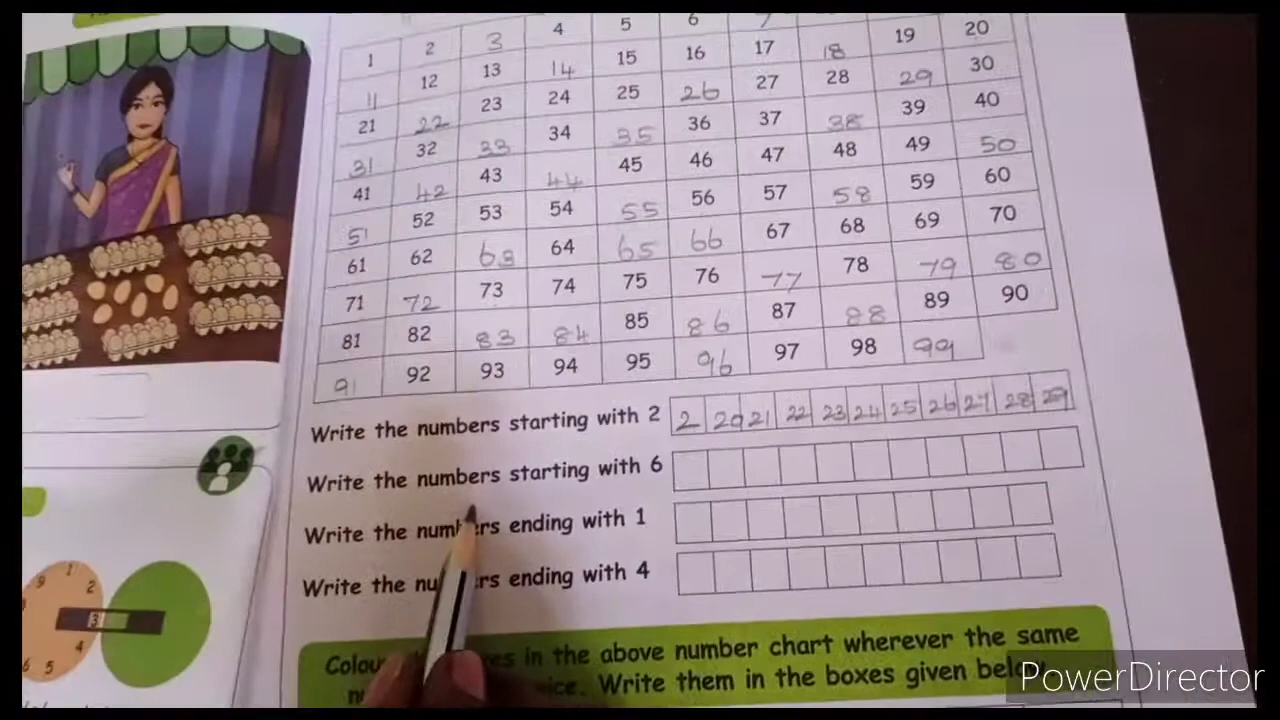 1 2 3 4 5 6 7
11 12 13 14 15 16 17 18 19 20
21 22 23 24 25 26 27 28 29 30
31 32 33 34 35 36 37 38 39 40
41 42 43 44 45 46 47 48 49 50
51 52 53 54 55 56 57 58 59 60
61 62 63 64 65 66 67 68 69 70
71 72 73 74 75 76 77 78 79 80
81 82 83 84 85 86 87 88 89 90
91 92 93 94 95 96 97 98 99
Write the numbers starting with 2 2 20 21 22 23 24 25 26 27 28 29
Write the numbers starting with 6
Write the numbers ending with 1
Write the numbers ending with 4
in the above number chart wherever the same
Write them in the boxes given below
9 1 2
3
4
5
PowerDirector